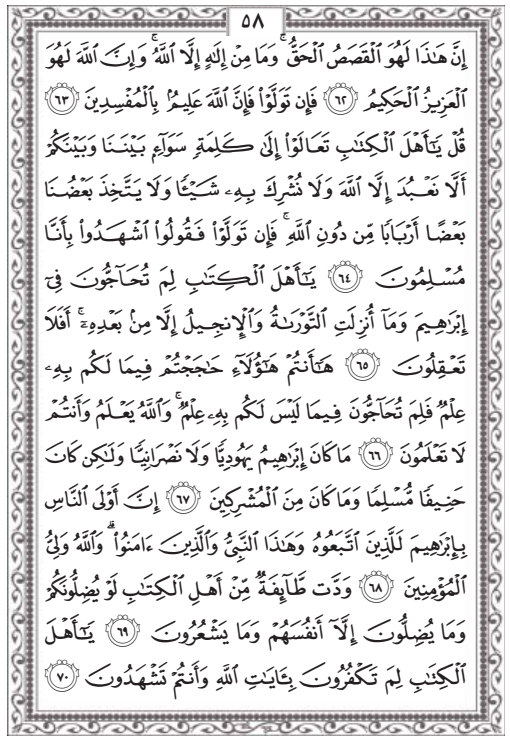 ٥٨
إِنَّ هَٰذَا لَهُوَ ٱلْقَصَصُ ٱلْحَقُّ ۚ وَمَا مِنْ إِلَٰهٍ إِلَّا ٱللَّهُ ۚ وَإِنَّ ٱللَّهَ لَهُوَ
ٱلْعَزِيزُ ٱلْحَكِيمُ ٦٢ فَإِن تَوَلَّوْا۟ فَإِنَّ ٱللَّهَ عَلِيمٌۢ بِٱلْمُفْسِدِينَ ٦٣
قُلْ يَٰٓأَهْلَ ٱلْكِتَٰبِ تَعَالَوْا۟ إِلَىٰ كَلِمَةٍ سَوَآءٍۭ بَيْنَنَا وَبَيْنَكُمْ
أَلَّا نَعْبُدَ إِلَّا ٱللَّهَ وَلَا نُشْرِكَ بِهِۦ شَيْـًٔا وَلَا يَتَّخِذَ بَعْضُنَا
بَعْضًا أَرْبَابًا مِّن دُونِ ٱللَّهِ ۚ فَإِن تَوَلَّوْا۟ فَقُولُوا۟ ٱشْهَدُوا۟ بِأَنَّا
مُسْلِمُونَ ٦٤ يَٰٓأَهْلَ ٱلْكِتَٰبِ لِمَ تُحَآجُّونَ فِىٓ
إِبْرَٰهِيمَ وَمَآ أُنزِلَتِ ٱلتَّوْرَىٰةُ وَٱلْإِنجِيلُ إِلَّا مِنۢ بَعْدِهِۦٓ ۚ أَفَلَا
تَعْقِلُونَ ٦٥ هَٰٓأَنتُمْ هَٰٓؤُلَآءِ حَٰجَجْتُمْ فِيمَا لَكُم بِهِۦ
عِلْمٌ فَلِمَ تُحَآجُّونَ فِيمَا لَيْسَ لَكُم بِهِۦ عِلْمٌ ۚ وَٱللَّهُ يَعْلَمُ وَأَنتُمْ
لَا تَعْلَمُونَ ٦٦ مَا كَانَ إِبْرَٰهِيمُ يَهُودِيًّا وَلَا نَصْرَانِيًّا وَلَٰكِن كَانَ
حَنِيفًا مُّسْلِمًا وَمَا كَانَ مِنَ ٱلْمُشْرِكِينَ ٦٧ إِنَّ أَوْلَى ٱلنَّاسِ
بِإِبْرَٰهِيمَ لَلَّذِينَ ٱتَّبَعُوهُ وَهَٰذَا ٱلنَّبِىُّ وَٱلَّذِينَ ءَامَنُوا۟ ۗ وَٱللَّهُ وَلِىُّ
ٱلْمُؤْمِنِينَ ٦٨ وَدَّت طَّآئِفَةٌ مِّنْ أَهْلِ ٱلْكِتَٰبِ لَوْ يُضِلُّونَكُمْ
وَمَا يُضِلُّونَ إِلَّآ أَنفُسَهُمْ وَمَا يَشْعُرُونَ ٦٩ يَٰٓأَهْلَ
ٱلْكِتَٰبِ لِمَ تَكْفُرُونَ بِـَٔايَٰتِ ٱللَّهِ وَأَنتُمْ تَشْهَدُونَ ٧٠